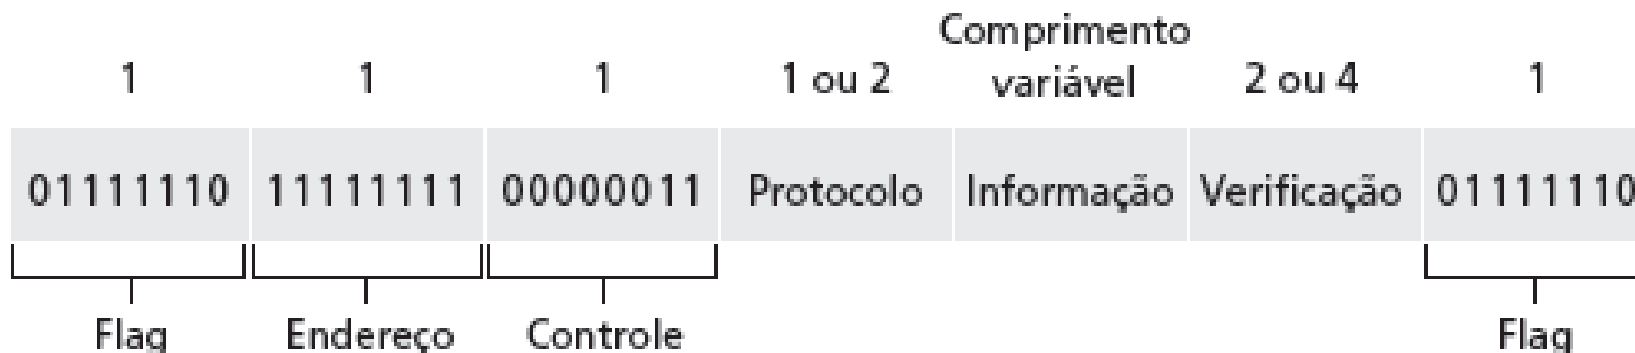 Comprimento
1 1 1 1 ou 2 variável 2 ou 4 1
01111110 11111111 00000011 Protocolo Informação Verificação 01111110
Flag Endereço Controle Flag